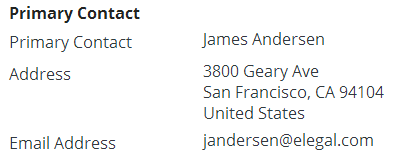 Primary Contact
Primary Contact James Andersen
Address 3800 Geary Ave
San Francisco, CA 94104
United States
Email Address jandersen@elegal.com